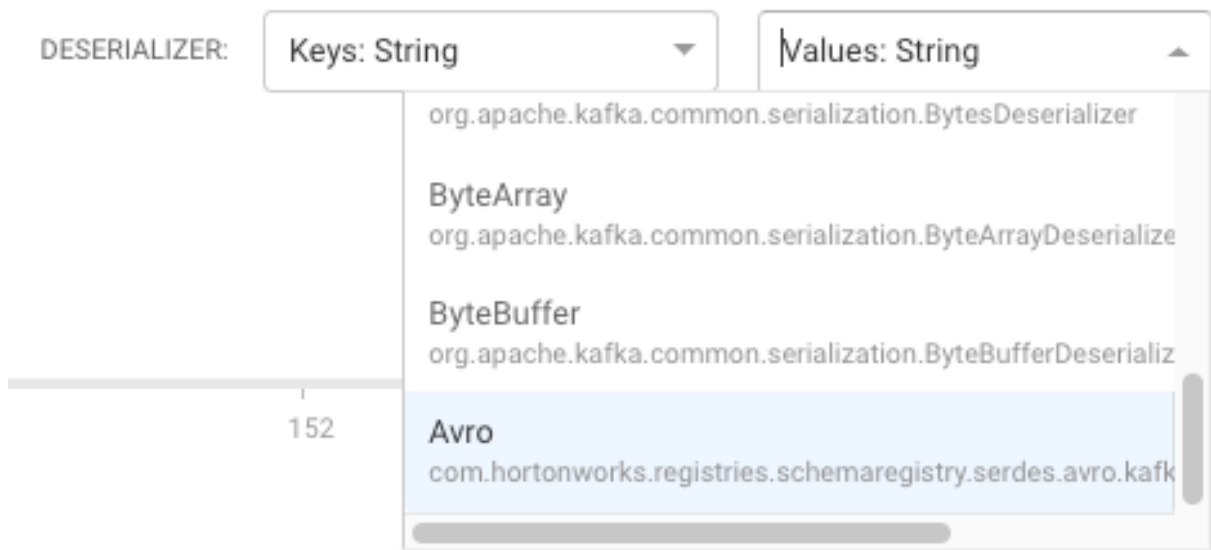 DESERIALIZER:
Keys: String
Values: String
org.apache.kafka.common.serialization.BytesDeserializer
ByteArray
org.apache.kafka.common.serialization.ByteArrayDeserialize
ByteBuffer
org.apache.kafka.common.serialization.ByteBufferDeserializ
152
Avro
com.hortonworks.registries.schemaregistry.serdes.avro.kafk